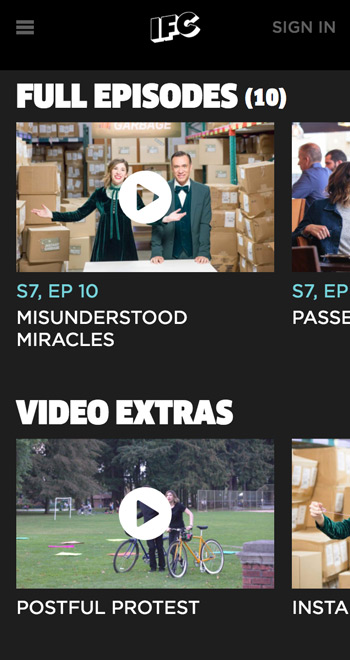 IFC
SIGN IN
FULL EPISODES (10)
GARBAGE
S7, EP 10
MISUNDERSTOOD
MIRACLES
S7, EP
PASSE
VIDEO EXTRAS
POSTFUL PROTEST
INSTA